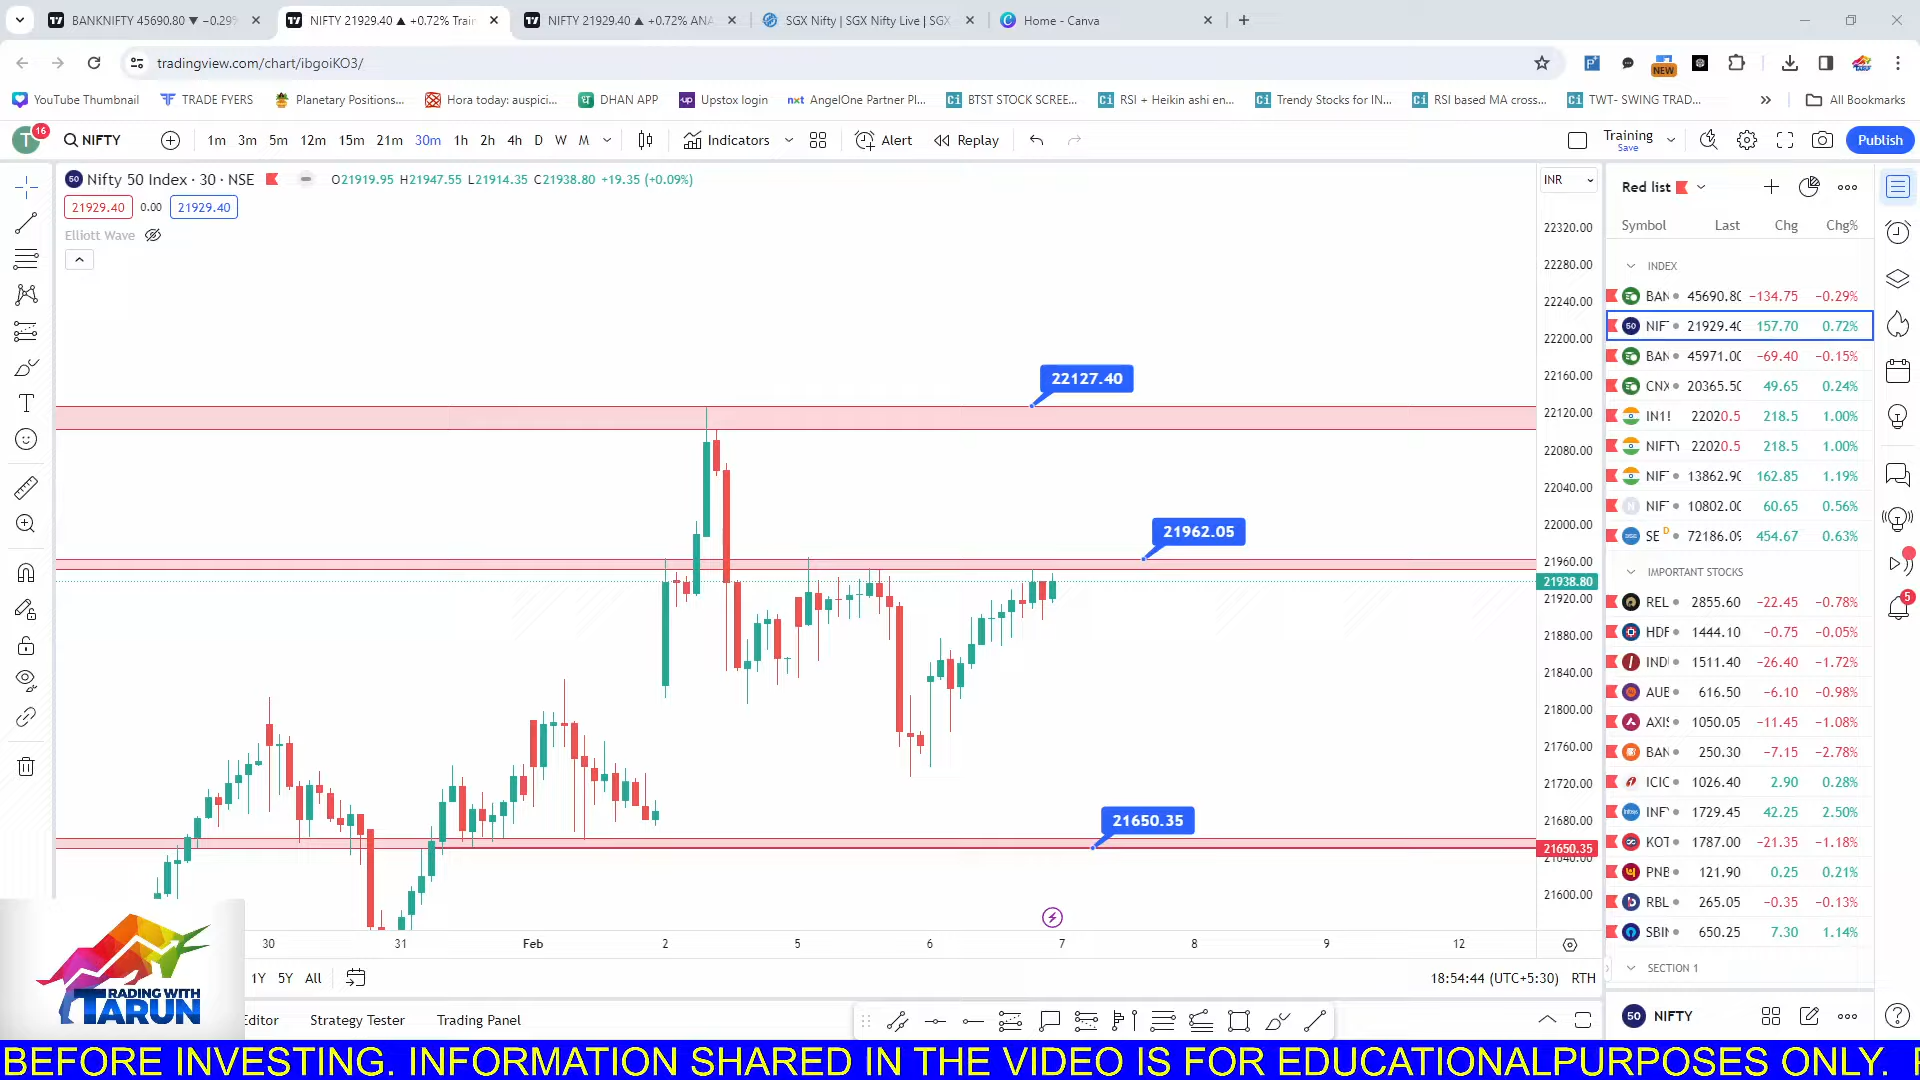 BANKNIFTY 45690.80 ▼ −0.29%
NIFTY 21929.40 ▲ +0.72% Train
NIFTY 21929.40 ▲ +0.72% ANA
SGX Nifty | SGX Nifty Live | SGX
Home - Canva
tradingview.com/chart/ibgoiKO3/
NEW
YouTube Thumbnail
TRADE FYERS
Planetary Positions...
Hora today: auspici...
DHAN APP
Upstox login
AngelOne Partner Pl...
BTST STOCK SCREE...
RSI + Heikin ashi en...
Trendy Stocks for IN...
RSI based MA cross...
TWT- SWING TRAD...
All Bookmarks
T 16 NIFTY 1m 3m 5m 12m 15m 21m 30m 1h 2h 4h D W M Indicators Alert Replay Training Save Publish
Nifty 50 Index · 30 · NSE O21919.95 H21947.55 L21914.35 C21938.80 +19.35 (+0.09%)
21929.40 0.00 21929.40
Elliott Wave
INR
22320.00
22280.00
22240.00
22200.00
22160.00
22120.00
22080.00
22040.00
22000.00
21960.00
21938.80
21920.00
21880.00
21840.00
21800.00
21760.00
21720.00
21680.00
21650.35
21640.00
21600.00
22127.40
21962.05
21650.35
30 31 Feb 2 5 6 7 8 9 12
1Y 5Y All
18:54:44 (UTC+5:30) RTH
Editor Strategy Tester Trading Panel
Red list
Symbol Last Chg Chg%
INDEX
BAN 45690.80 −134.75 −0.29%
NIF 21929.40 157.70 0.72%
BAN 45971.00 −69.40 −0.15%
CNX 20365.50 49.65 0.24%
IN1! 22020.5 218.5 1.00%
NIFTY 22020.5 218.5 1.00%
NIF 13862.90 162.85 1.19%
NIF 10802.00 60.65 0.56%
SE D 72186.09 454.67 0.63%
IMPORTANT STOCKS
REL 2855.60 −22.45 −0.78%
HDF 1444.10 −0.75 −0.05%
IND 1511.40 −26.40 −1.72%
AUE 616.50 −6.10 −0.98%
AXIS 1050.05 −11.45 −1.08%
BAN 250.30 −7.15 −2.78%
ICIC 1026.40 2.90 0.28%
INF 1729.45 42.25 2.50%
KOT 1787.00 −21.35 −1.18%
PNB 121.90 0.25 0.21%
RBL 265.05 −0.35 −0.13%
SBIN 650.25 7.30 1.14%
SECTION 1
50 NIFTY
5
TRADING WITH
TARUN
BEFORE INVESTING. INFORMATION SHARED IN THE VIDEO IS FOR EDUCATIONALPURPOSES ONLY.